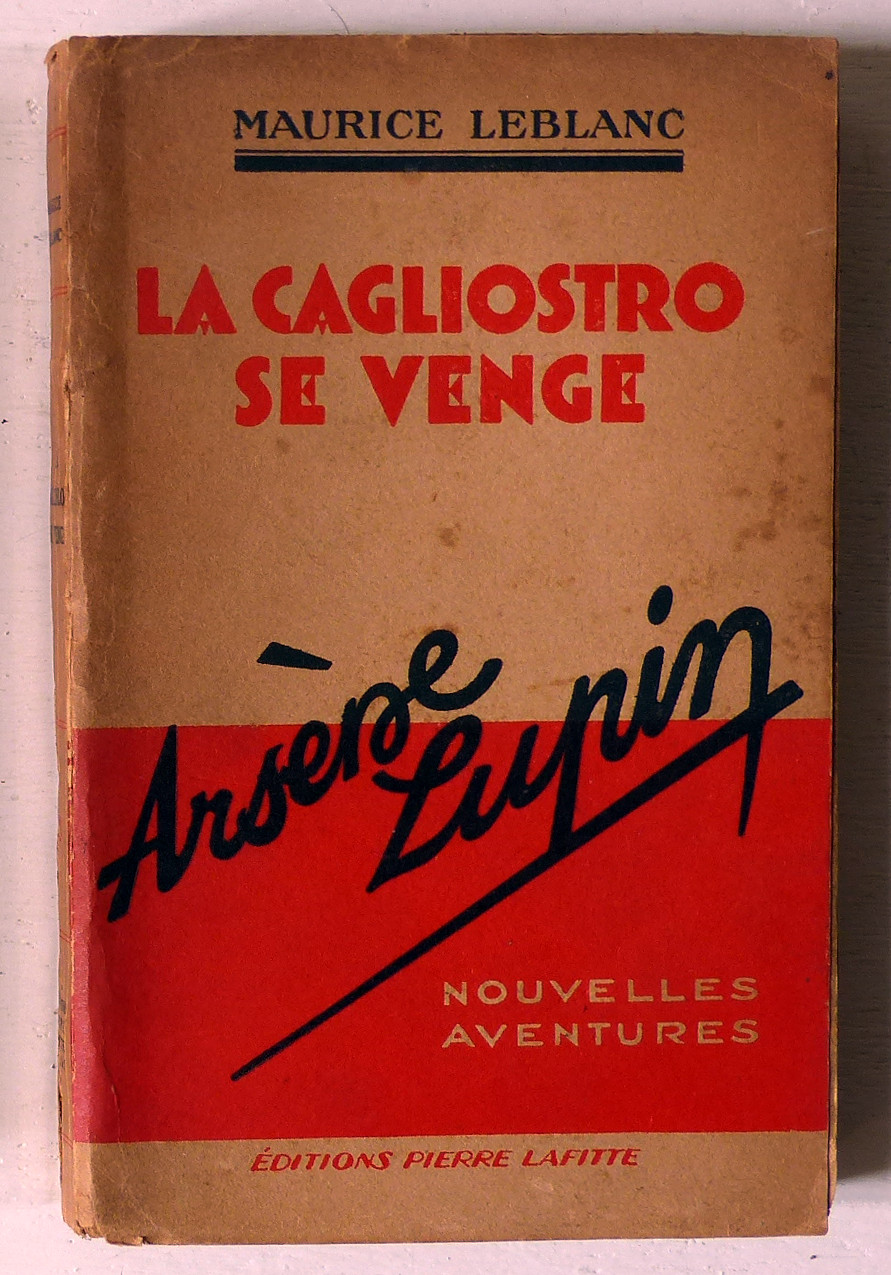 MAURICE LEBLANC
LA CAGLIOSTRO
SE VENGE
Arsène
Lupin
NOUVELLES
AVENTURES
ÉDITIONS PIERRE LAFITTE